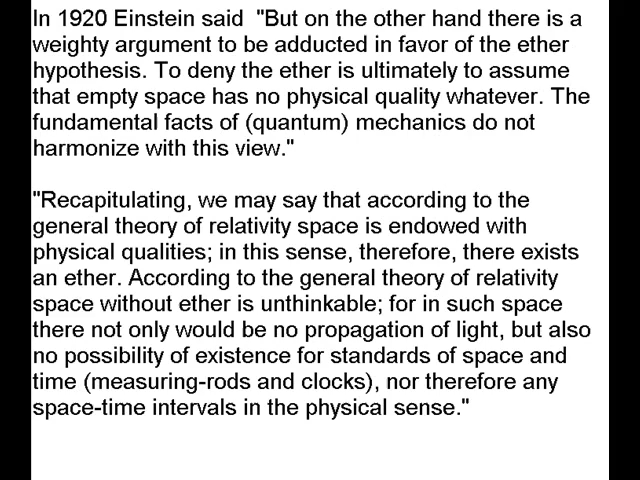 In 1920 Einstein said  "But on the other hand there is a
weighty argument to be adducted in favor of the ether
hypothesis. To deny the ether is ultimately to assume
that empty space has no physical quality whatever. The
fundamental facts of (quantum) mechanics do not
harmonize with this view."
"Recapitulating, we may say that according to the
general theory of relativity space is endowed with
physical qualities; in this sense, therefore, there exists
an ether. According to the general theory of relativity
space without ether is unthinkable; for in such space
there not only would be no propagation of light, but also
no possibility of existence for standards of space and
time (measuring-rods and clocks), nor therefore any
space-time intervals in the physical sense."